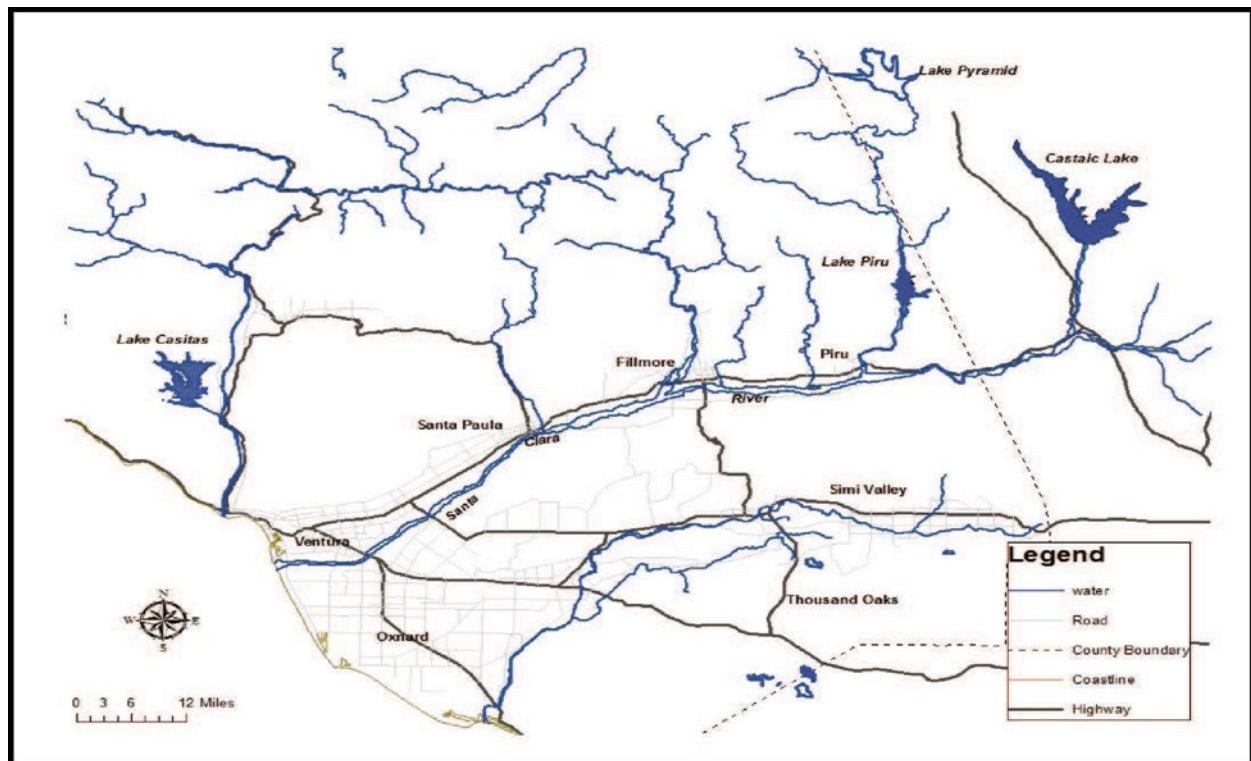 Lake Pyramid
Castaic Lake
Lake Piru
Lake Casitas
Fillmore
Piru
River
Santa Paula
Clara
Simi Valley
Santa
Ventura
Legend
water
Thousand Oaks
Road
N
W E
S
Oxnard
County Boundary
Coastline
0 3 6 12 Miles
Highway